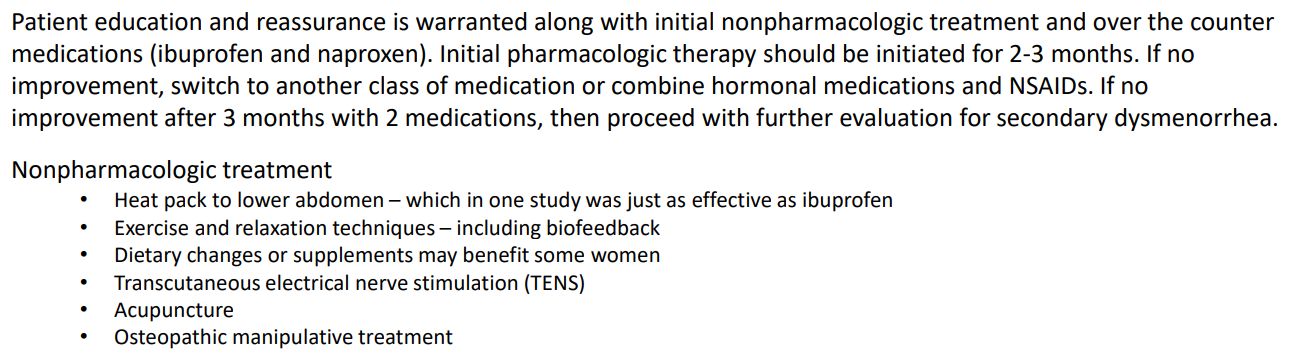 Patient education and reassurance is warranted along with initial nonpharmacologic treatment and over the counter
medications (ibuprofen and naproxen). Initial pharmacologic therapy should be initiated for 2-3 months. If no
improvement, switch to another class of medication or combine hormonal medications and NSAIDs. If no
improvement after 3 months with 2 medications, then proceed with further evaluation for secondary dysmenorrhea.
Nonpharmacologic treatment
• Heat pack to lower abdomen – which in one study was just as effective as ibuprofen
• Exercise and relaxation techniques – including biofeedback
• Dietary changes or supplements may benefit some women
• Transcutaneous electrical nerve stimulation (TENS)
• Acupuncture
• Osteopathic manipulative treatment